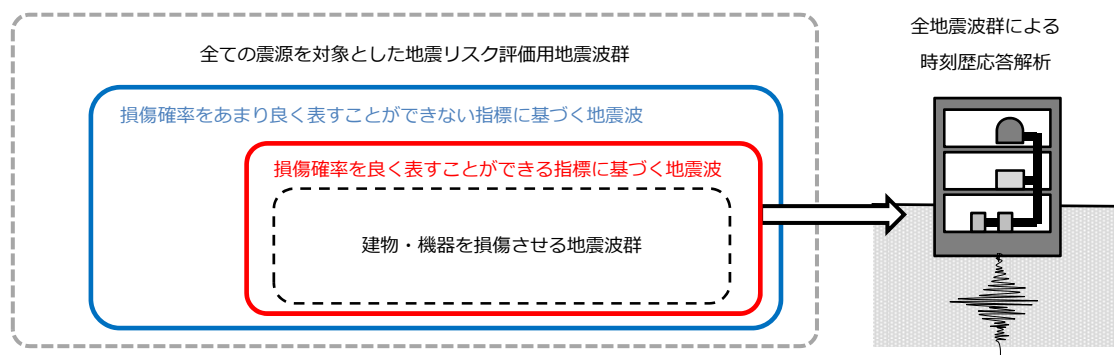 全ての震源を対象とした地震リスク評価用地震波群
損傷確率をあまり良く表すことができない指標に基づく地震波
損傷確率を良く表すことができる指標に基づく地震波
建物・機器を損傷させる地震波群
全地震波群による
時刻歴応答解析